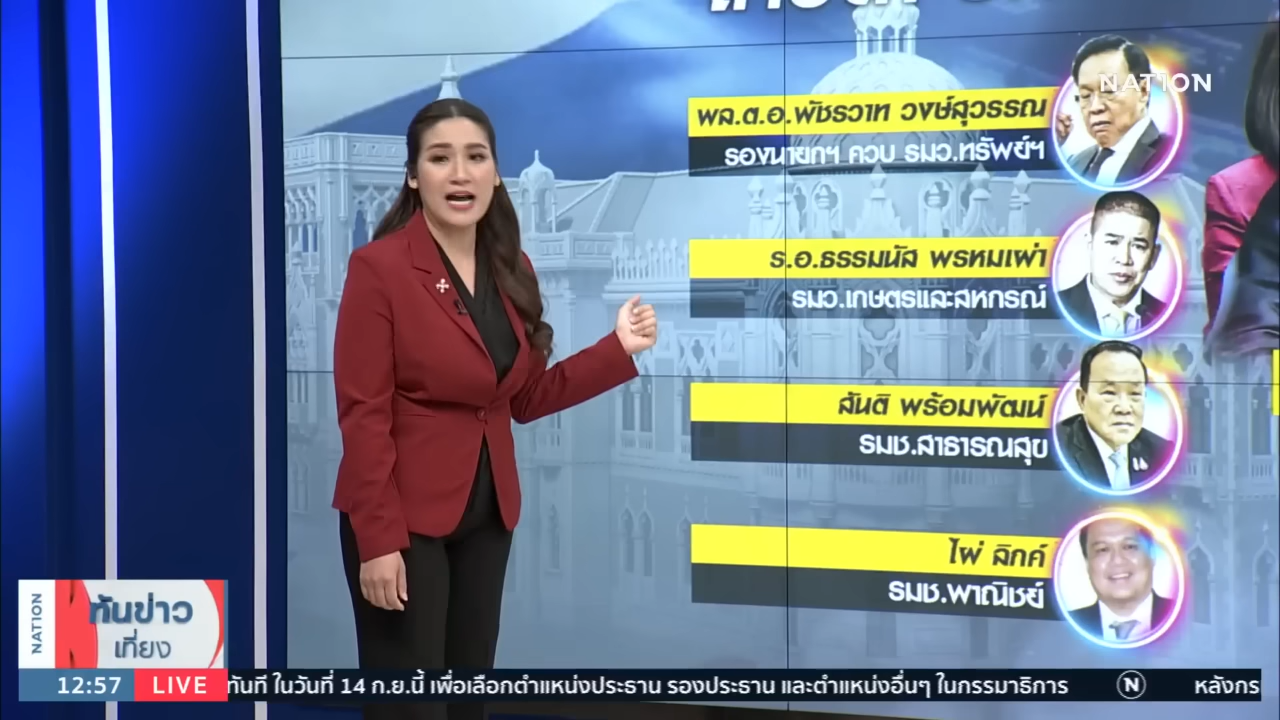 NATION
พล.ต.อ.พัชรวาท วงษ์สุวรรณ
รองนายกฯ ควบ รมว.ทรัพย์ฯ
ร.อ.ธรรมนัส พรหมเผ่า
รมว.เกษตรและสหกรณ์
สันติ พร้อมพัฒน์
รมช.สาธารณสุข
ไผ่ ลิกค์
รมช.พาณิชย์
NATION
ทันข่าว
เที่ยง
12:57 LIVE ทันที ในวันที่ 14 ก.ย.นี้ เพื่อเลือกตำแหน่งประธาน รองประธาน และตำแหน่งอื่นๆ ในกรรมาธิการ N หลังกร